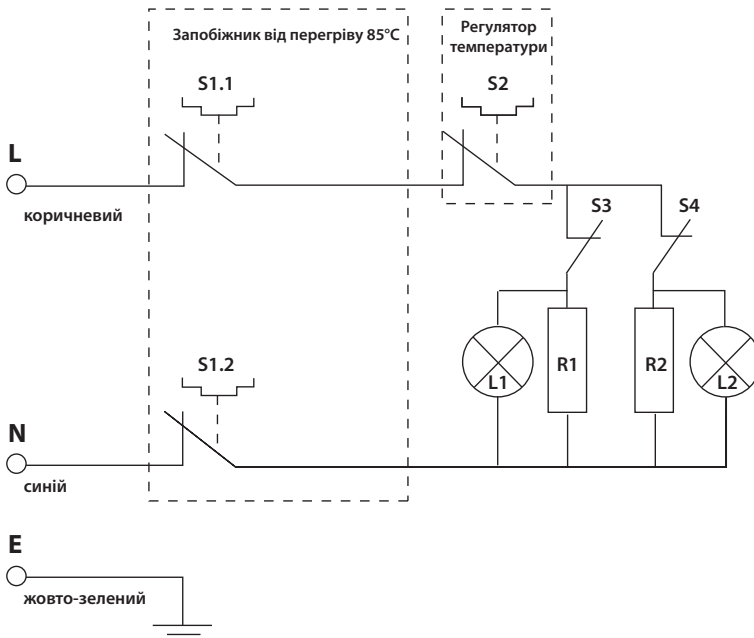 Запобіжник від перегріву 85°C
Регулятор
температури
S1.1
S2
L
коричневий
S3
S4
L1
R1
R2
L2
S1.2
N
синій
E
жовто-зелений